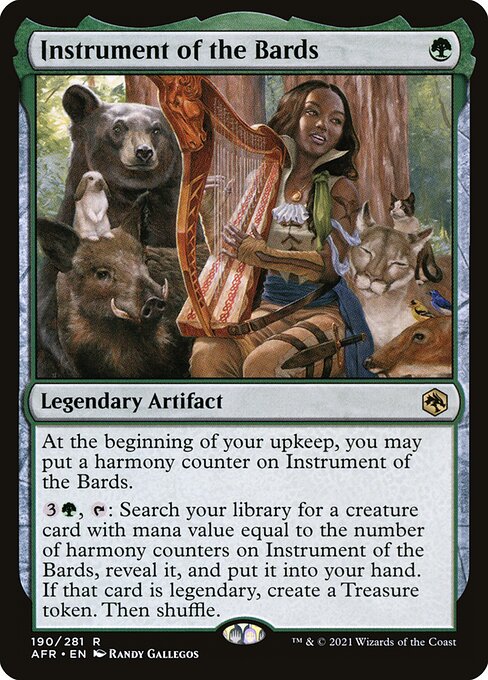 Instrument of the Bards
Legendary Artifact
At the beginning of your upkeep, you may
put a harmony counter on Instrument of
the Bards.
3, : Search your library for a creature
card with mana value equal to the number
of harmony counters on Instrument of the
Bards, reveal it, and put it into your hand.
If that card is legendary, create a Treasure
token. Then shuffle.
190/281 R
™ & © 2021 Wizards of the Coast
AFR • EN Randy Gallegos